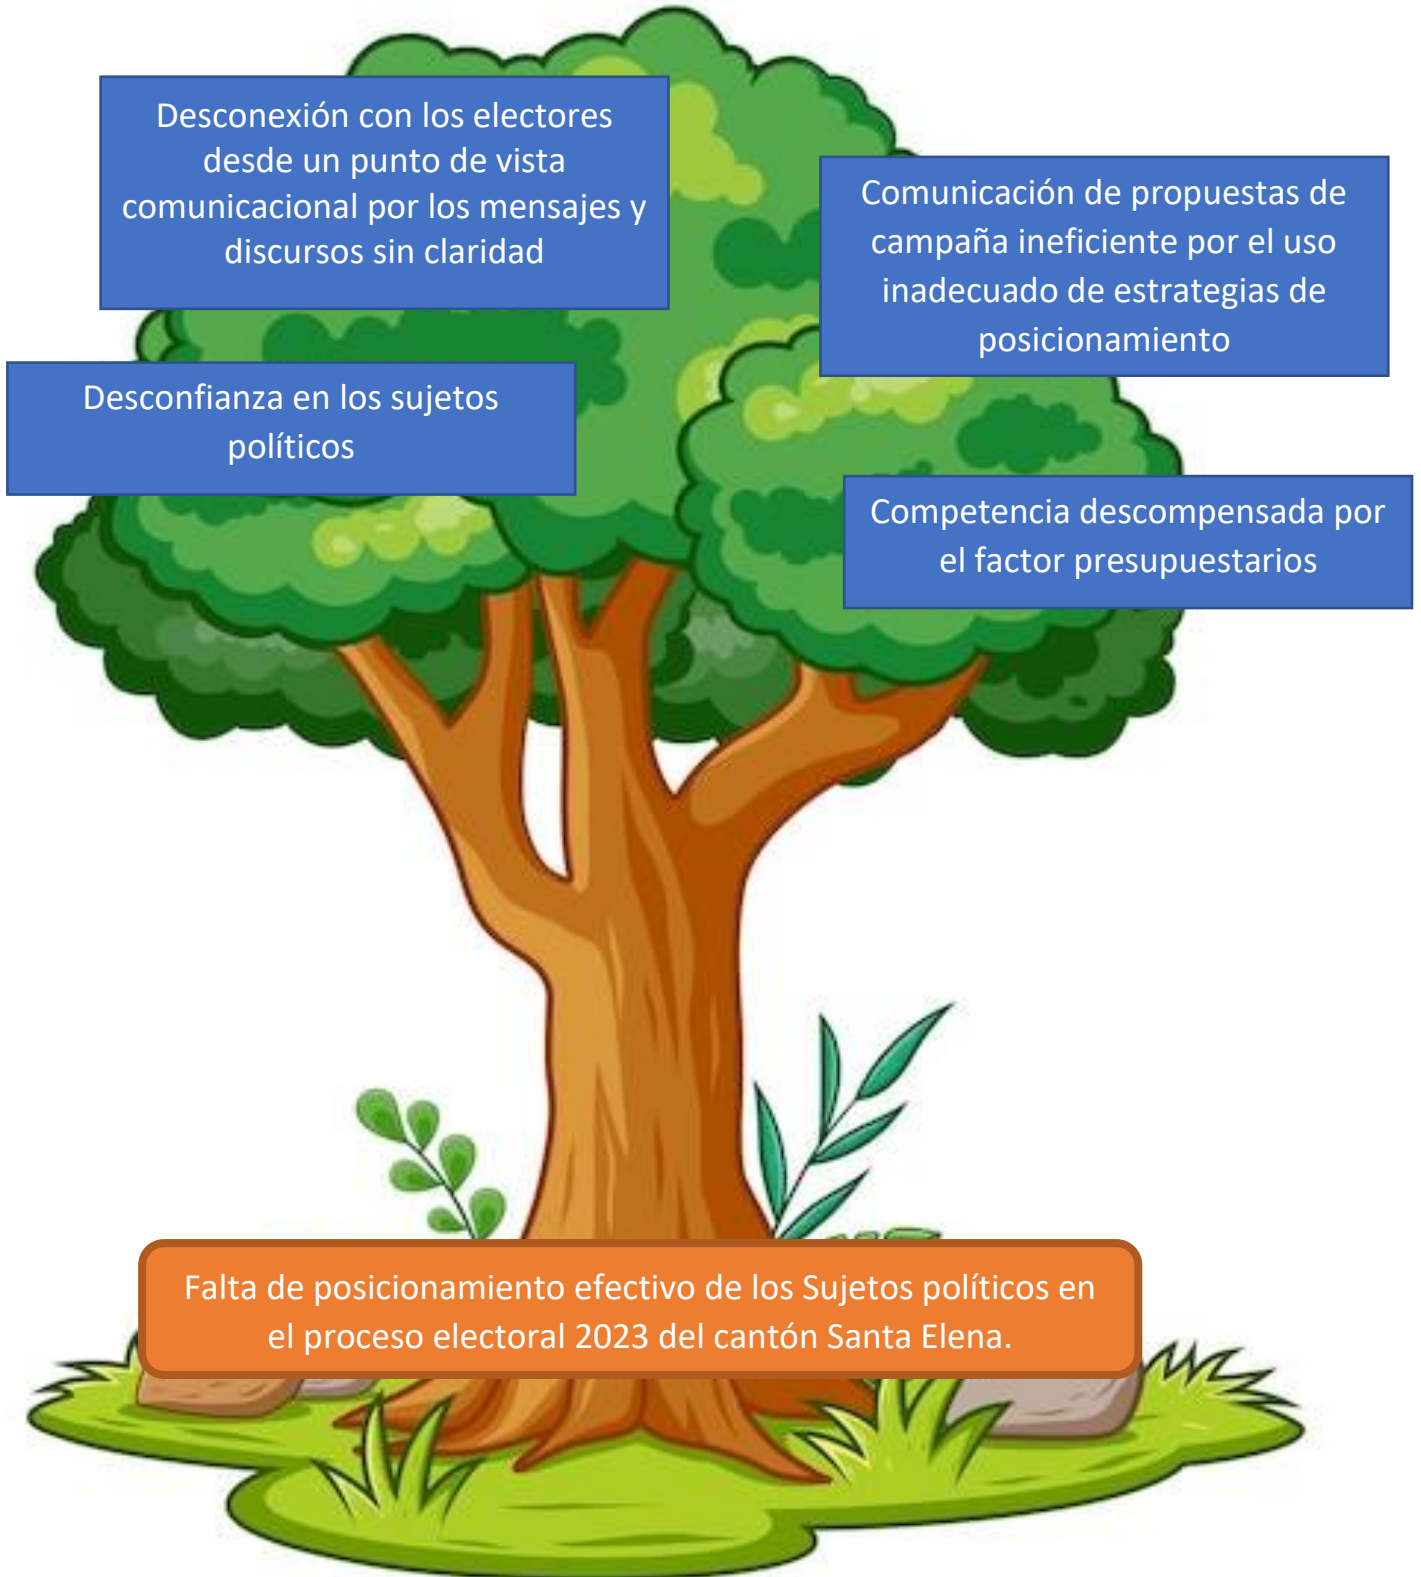 Desconexión con los electores
desde un punto de vista
comunicacional por los mensajes y
discursos sin claridad
Comunicación de propuestas de
campaña ineficiente por el uso
inadecuado de estrategias de
posicionamiento
Desconfianza en los sujetos
políticos
Competencia descompensada por
el factor presupuestarios
Falta de posicionamiento efectivo de los Sujetos políticos en
el proceso electoral 2023 del cantón Santa Elena.